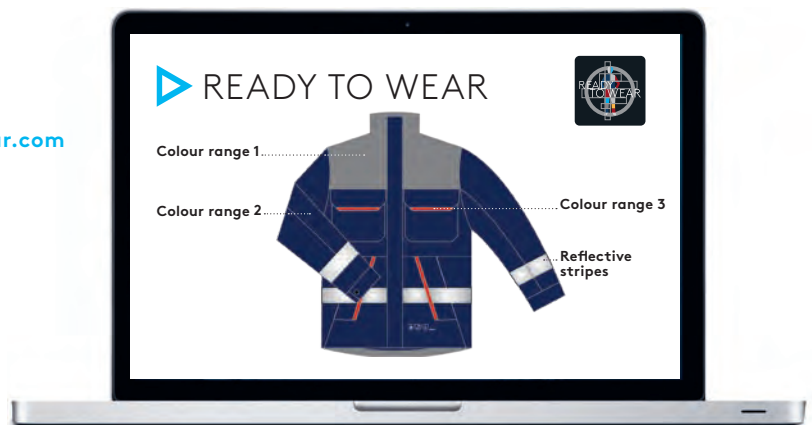 READY TO WEAR
READY
TO WEAR
r.com
Colour range 1
Colour range 2
Colour range 3
Reflective
stripes